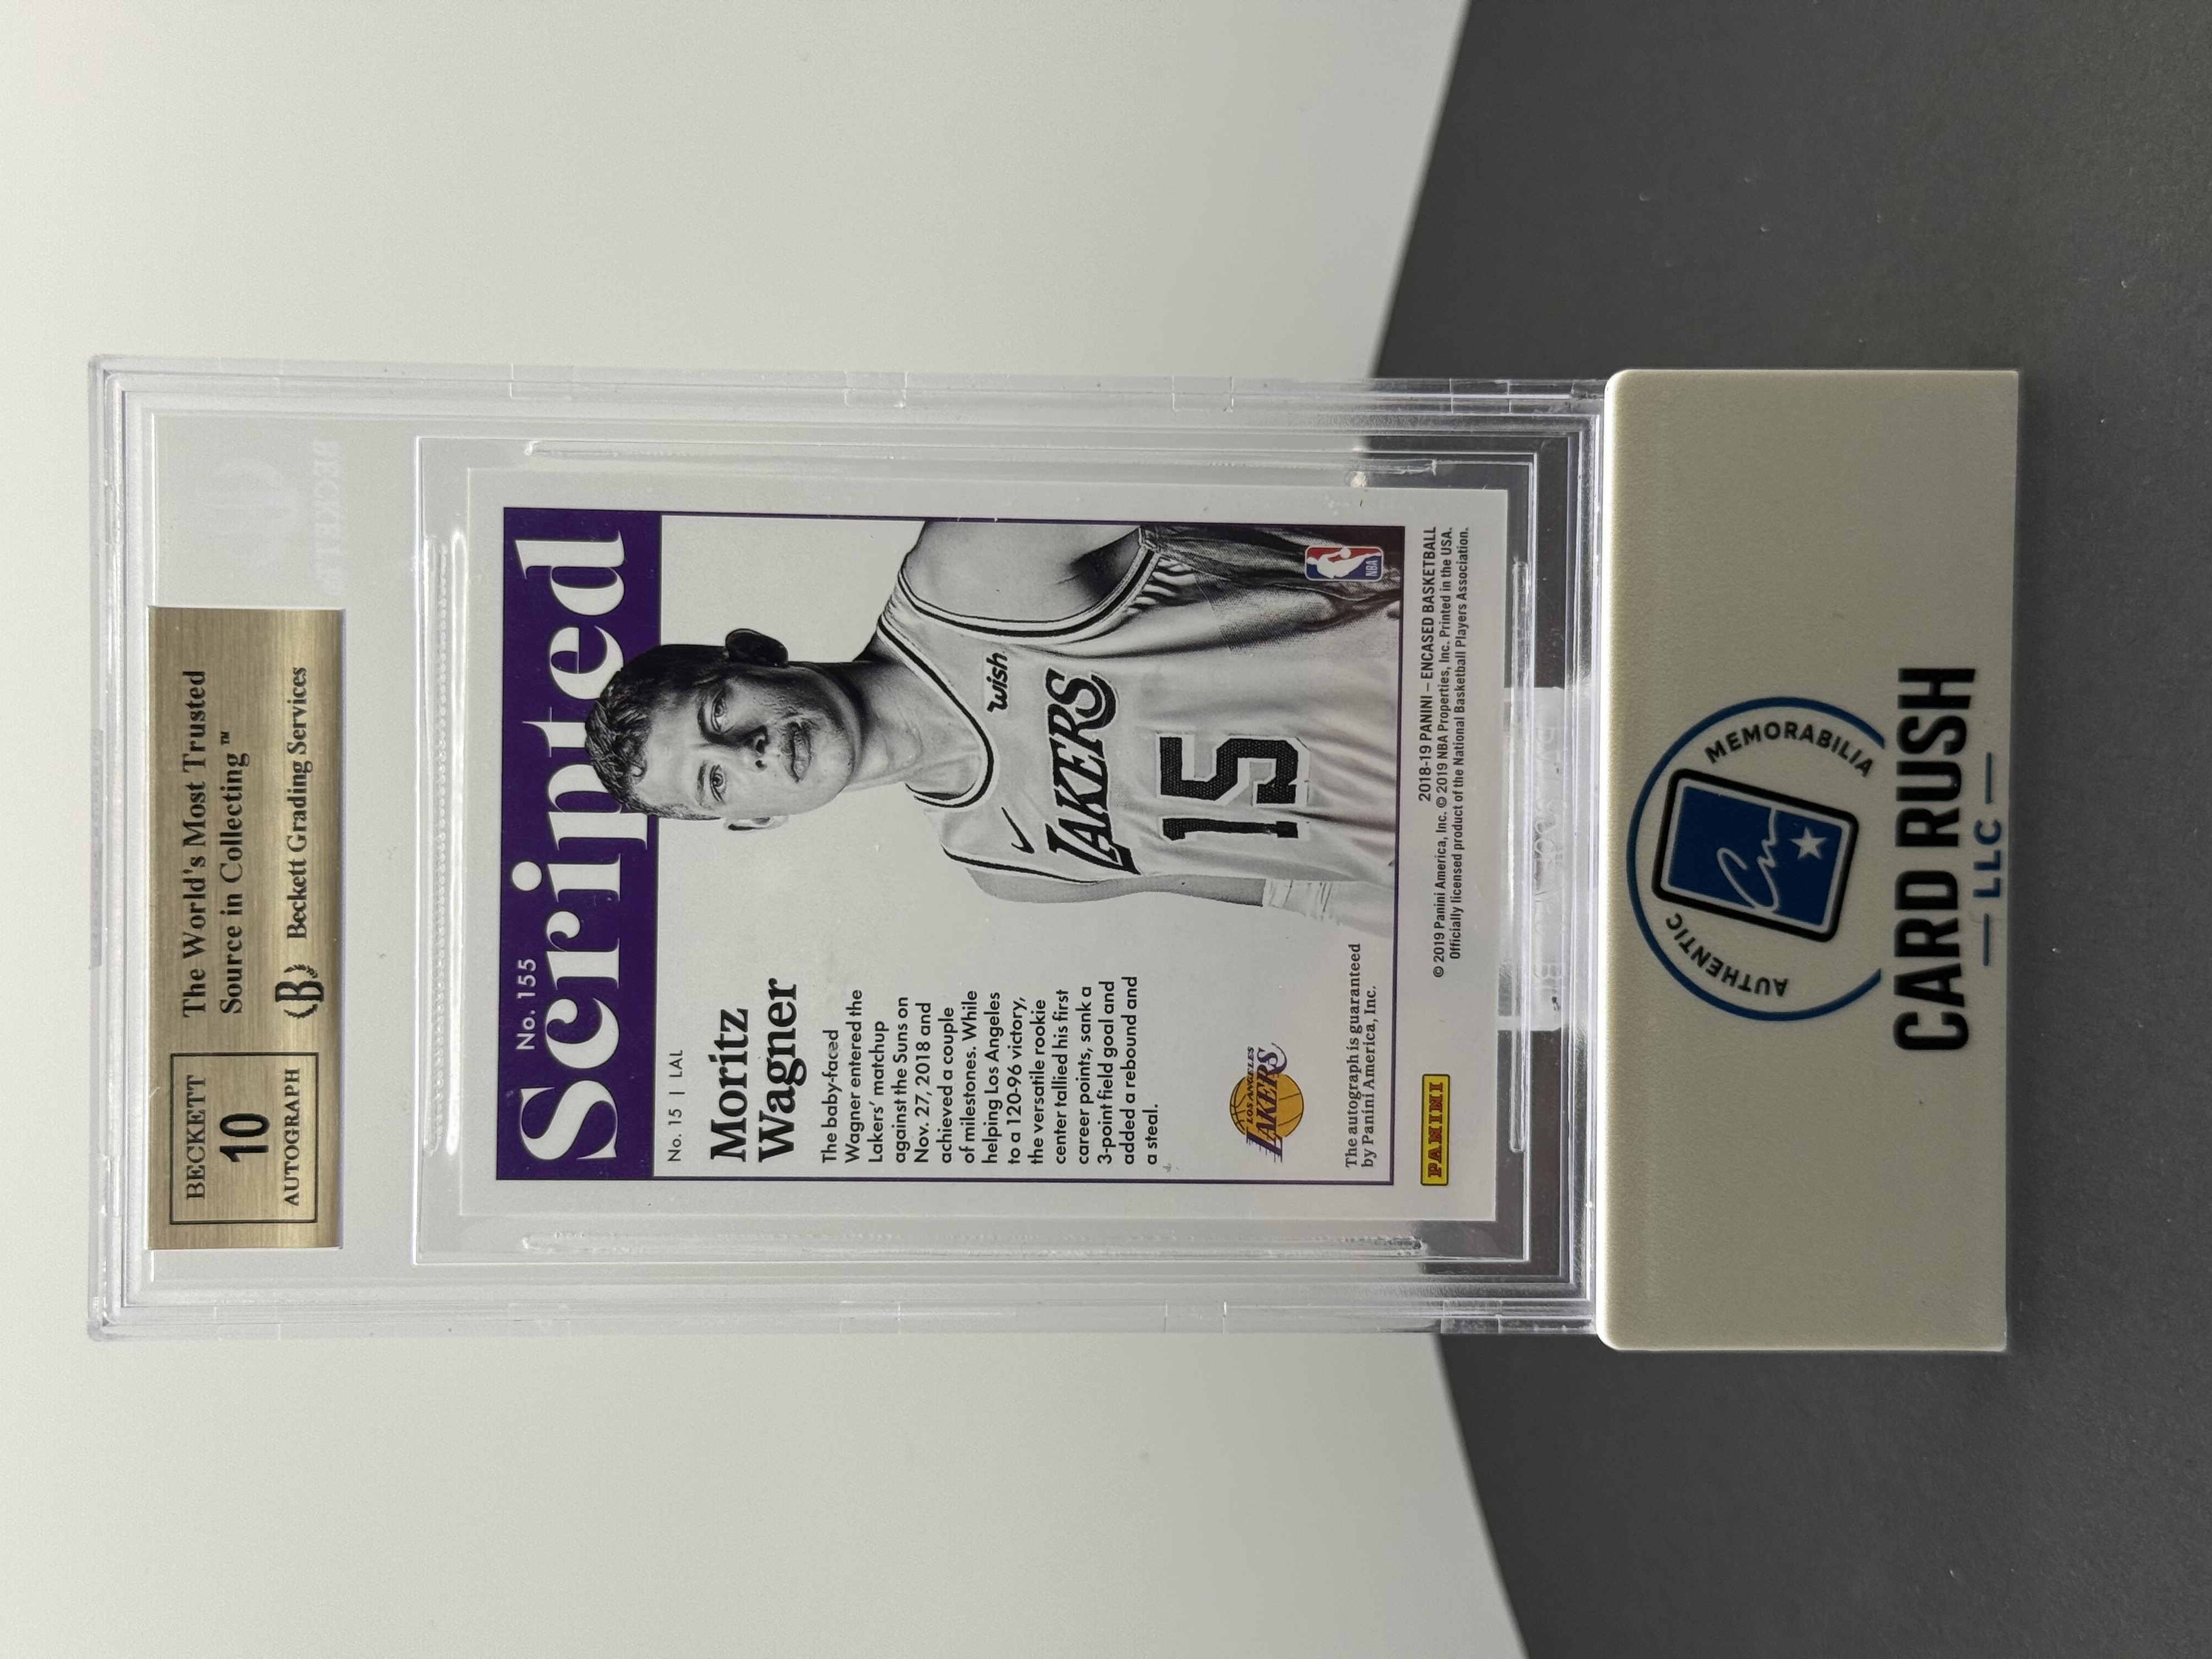 BECKETT
10
AUTOGRAPH
The World's Most Trusted
Source in Collecting™
B Beckett Grading Services
BECKETT
No. 155
Scripted
No. 15 | LAL
Moritz
Wagner
The baby-faced
Wagner entered the
Lakers' matchup
against the Suns on
Nov. 27, 2018 and
achieved a couple
of milestones. While
helping Los Angeles
to a 120-96 victory,
the versatile rookie
center tallied his first
career points, sank a
3-point field goal and
added a rebound and
a steal.
wish
LAKERS
15
LOS ANGELES
LAKERS
NBA
The autograph is guaranteed
by Panini America, Inc.
PANINI
2018-19 PANINI – ENCASED BASKETBALL
© 2019 Panini America, Inc. © 2019 NBA Properties, Inc. Printed in the USA.
Officially licensed product of the National Basketball Players Association.
AUTHENTIC MEMORABILIA
CARD RUSH
LLC